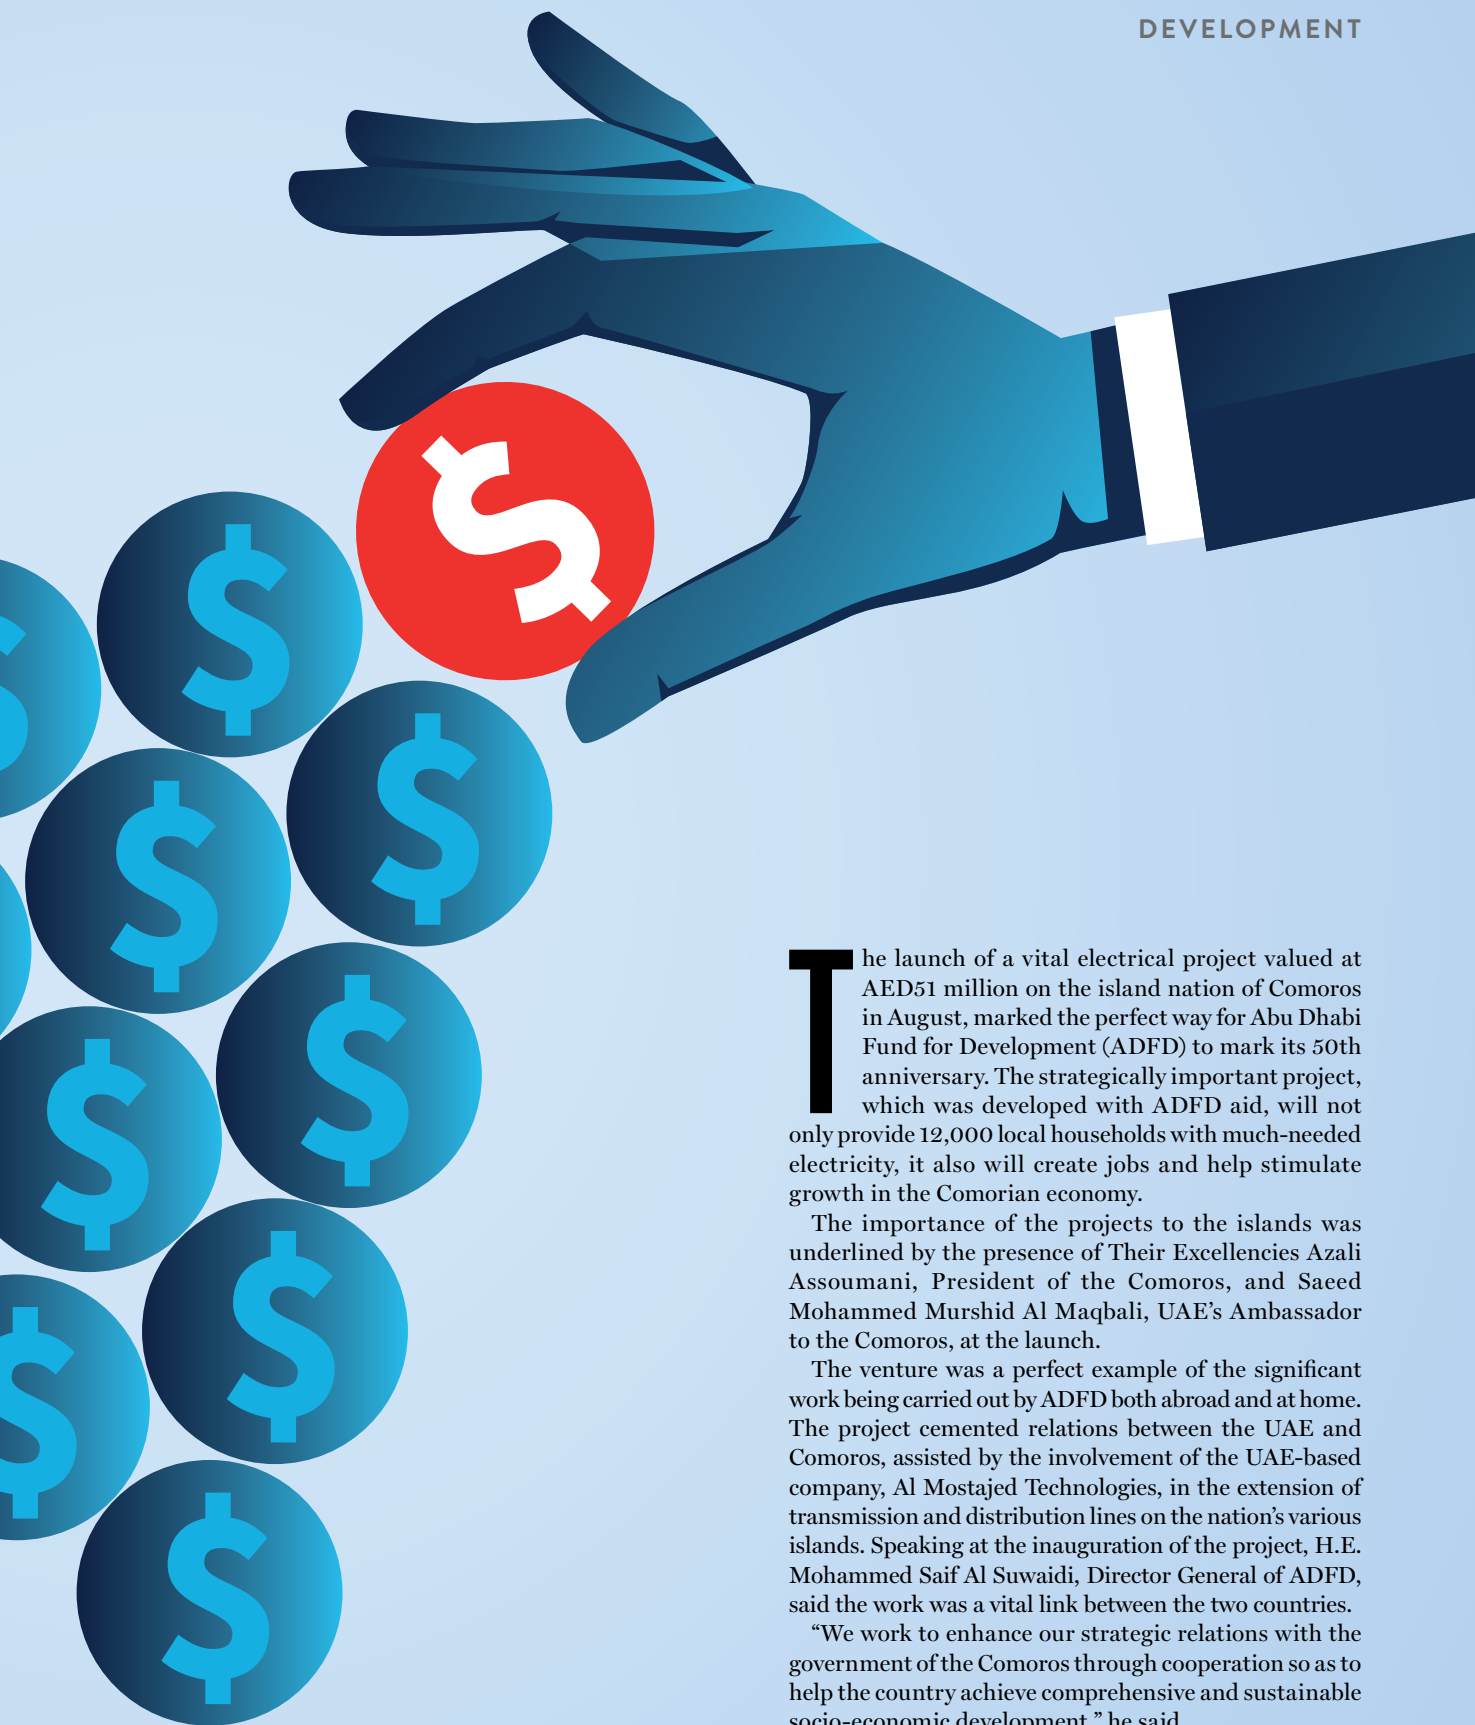 DEVELOPMENT
$
$
$
$
$
$
$
$
$
$
The launch of a vital electrical project valued at
AED51 million on the island nation of Comoros
in August, marked the perfect way for Abu Dhabi
Fund for Development (ADFD) to mark its 50th
anniversary. The strategically important project,
which was developed with ADFD aid, will not
only provide 12,000 local households with much-needed
electricity, it also will create jobs and help stimulate
growth in the Comorian economy.
The importance of the projects to the islands was
underlined by the presence of Their Excellencies Azali
Assoumani, President of the Comoros, and Saeed
Mohammed Murshid Al Maqbali, UAE’s Ambassador
to the Comoros, at the launch.
The venture was a perfect example of the significant
work being carried out by ADFD both abroad and at home.
The project cemented relations between the UAE and
Comoros, assisted by the involvement of the UAE-based
company, Al Mostajed Technologies, in the extension of
transmission and distribution lines on the nation’s various
islands. Speaking at the inauguration of the project, H.E.
Mohammed Saif Al Suwaidi, Director General of ADFD,
said the work was a vital link between the two countries.
“We work to enhance our strategic relations with the
government of the Comoros through cooperation so as to
help the country achieve comprehensive and sustainable
socio-economic development,” he said.